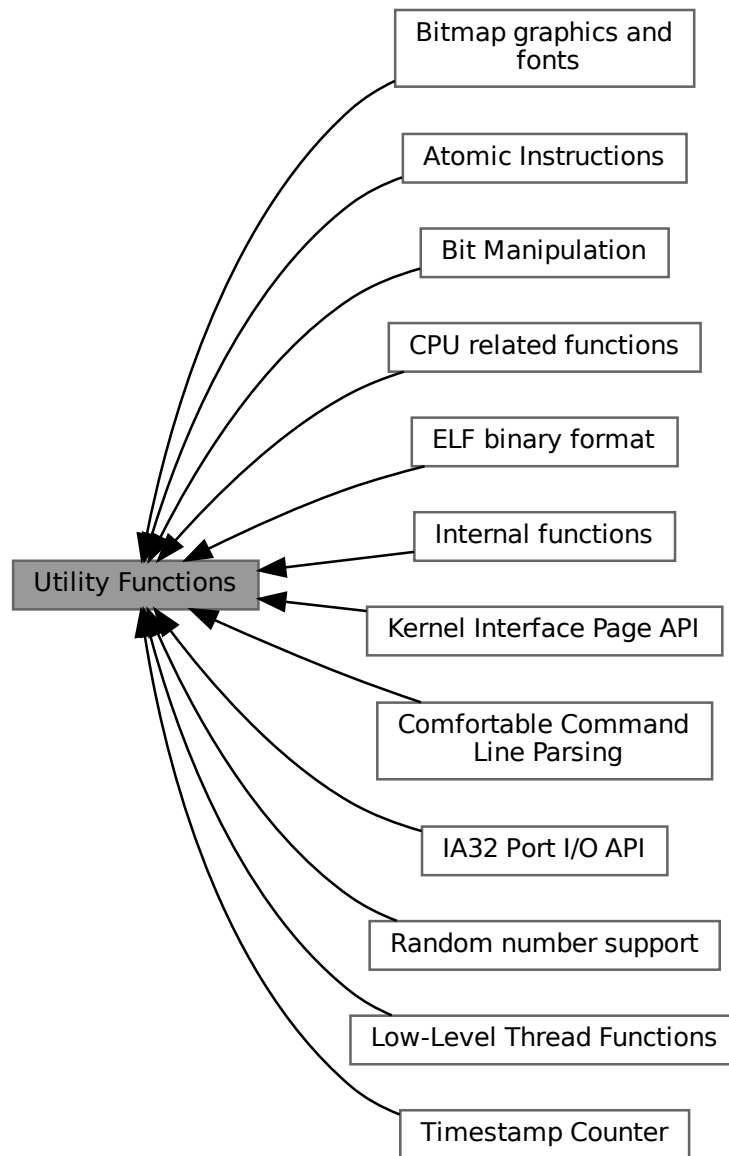 Bitmap graphics and
fonts
Atomic Instructions
Bit Manipulation
CPU related functions
ELF binary format
Internal functions
Utility Functions
Kernel Interface Page API
Comfortable Command
Line Parsing
IA32 Port I/O API
Random number support
Low-Level Thread Functions
Timestamp Counter